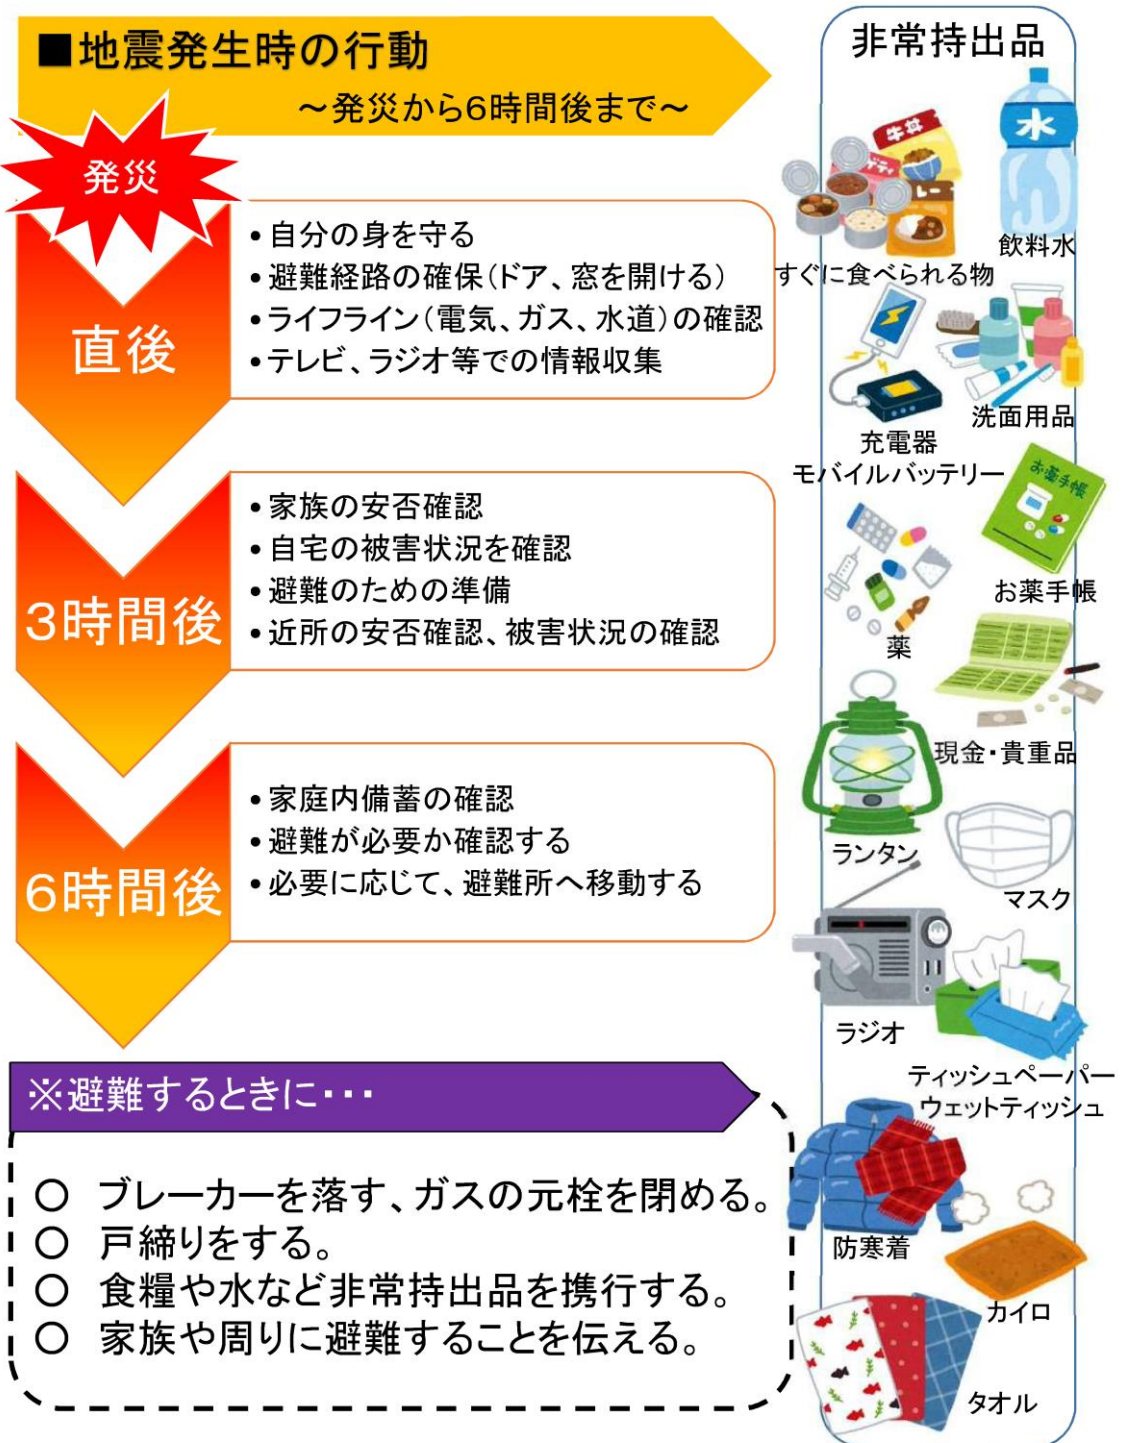 ■地震発生時の行動
～発災から6時間後まで～
発災
直後
•自分の身を守る
•避難経路の確保(ドア、窓を開ける)
•ライフライン(電気、ガス、水道)の確認
•テレビ、ラジオ等での情報収集
3時間後
•家族の安否確認
•自宅の被害状況を確認
•避難のための準備
•近所の安否確認、被害状況の確認
6時間後
•家庭内備蓄の確認
•避難が必要か確認する
•必要に応じて、避難所へ移動する
※避難するときに・・・
○ ブレーカーを落す、ガスの元栓を閉める。
○ 戸締りをする。
○ 食糧や水など非常持出品を携行する。
○ 家族や周りに避難することを伝える。
非常持出品
牛丼
水
飲料水
すぐに食べられる物
充電器
モバイルバッテリー
洗面用品
お薬手帳
お薬手帳
薬
現金・貴重品
ランタン
マスク
ラジオ
ティッシュペーパー
ウェットティッシュ
防寒着
カイロ
タオル